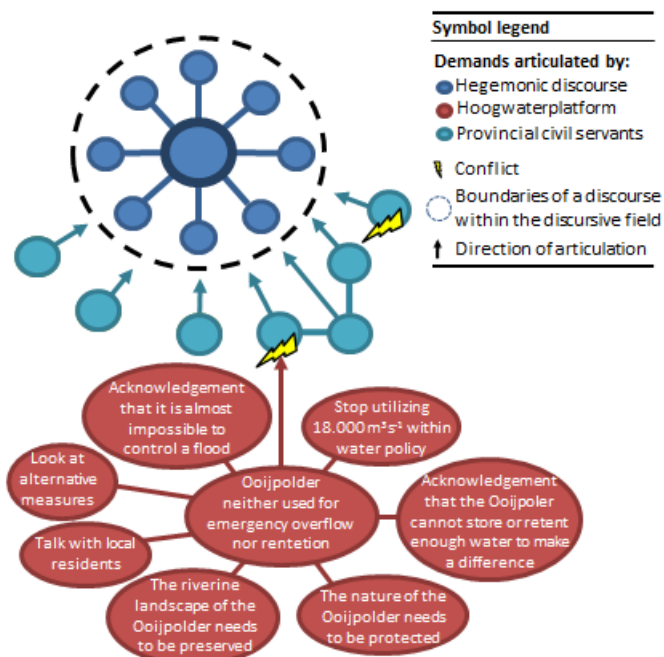 Symbol legend
Demands articulated by:
Hegemonic discourse
Hoogwaterplatform
Provincial civil servants
Conflict
Boundaries of a discourse
within the discursive field
Direction of articulation
Acknowledgement
that it is almost
impossible to
control a flood
Stop utilizing
18.000 m³s⁻¹ within
water policy
Look at
alternative
measures
Ooijpolder
neither used for
emergency overflow
nor rentetion
Acknowledgement
that the Ooijpoler
cannot store or retent
enough water to make
a difference
Talk with local
residents
The riverine
landscape of the
Ooijpolder needs
to be preserved
The nature of the
Ooijpolder needs
to be protected